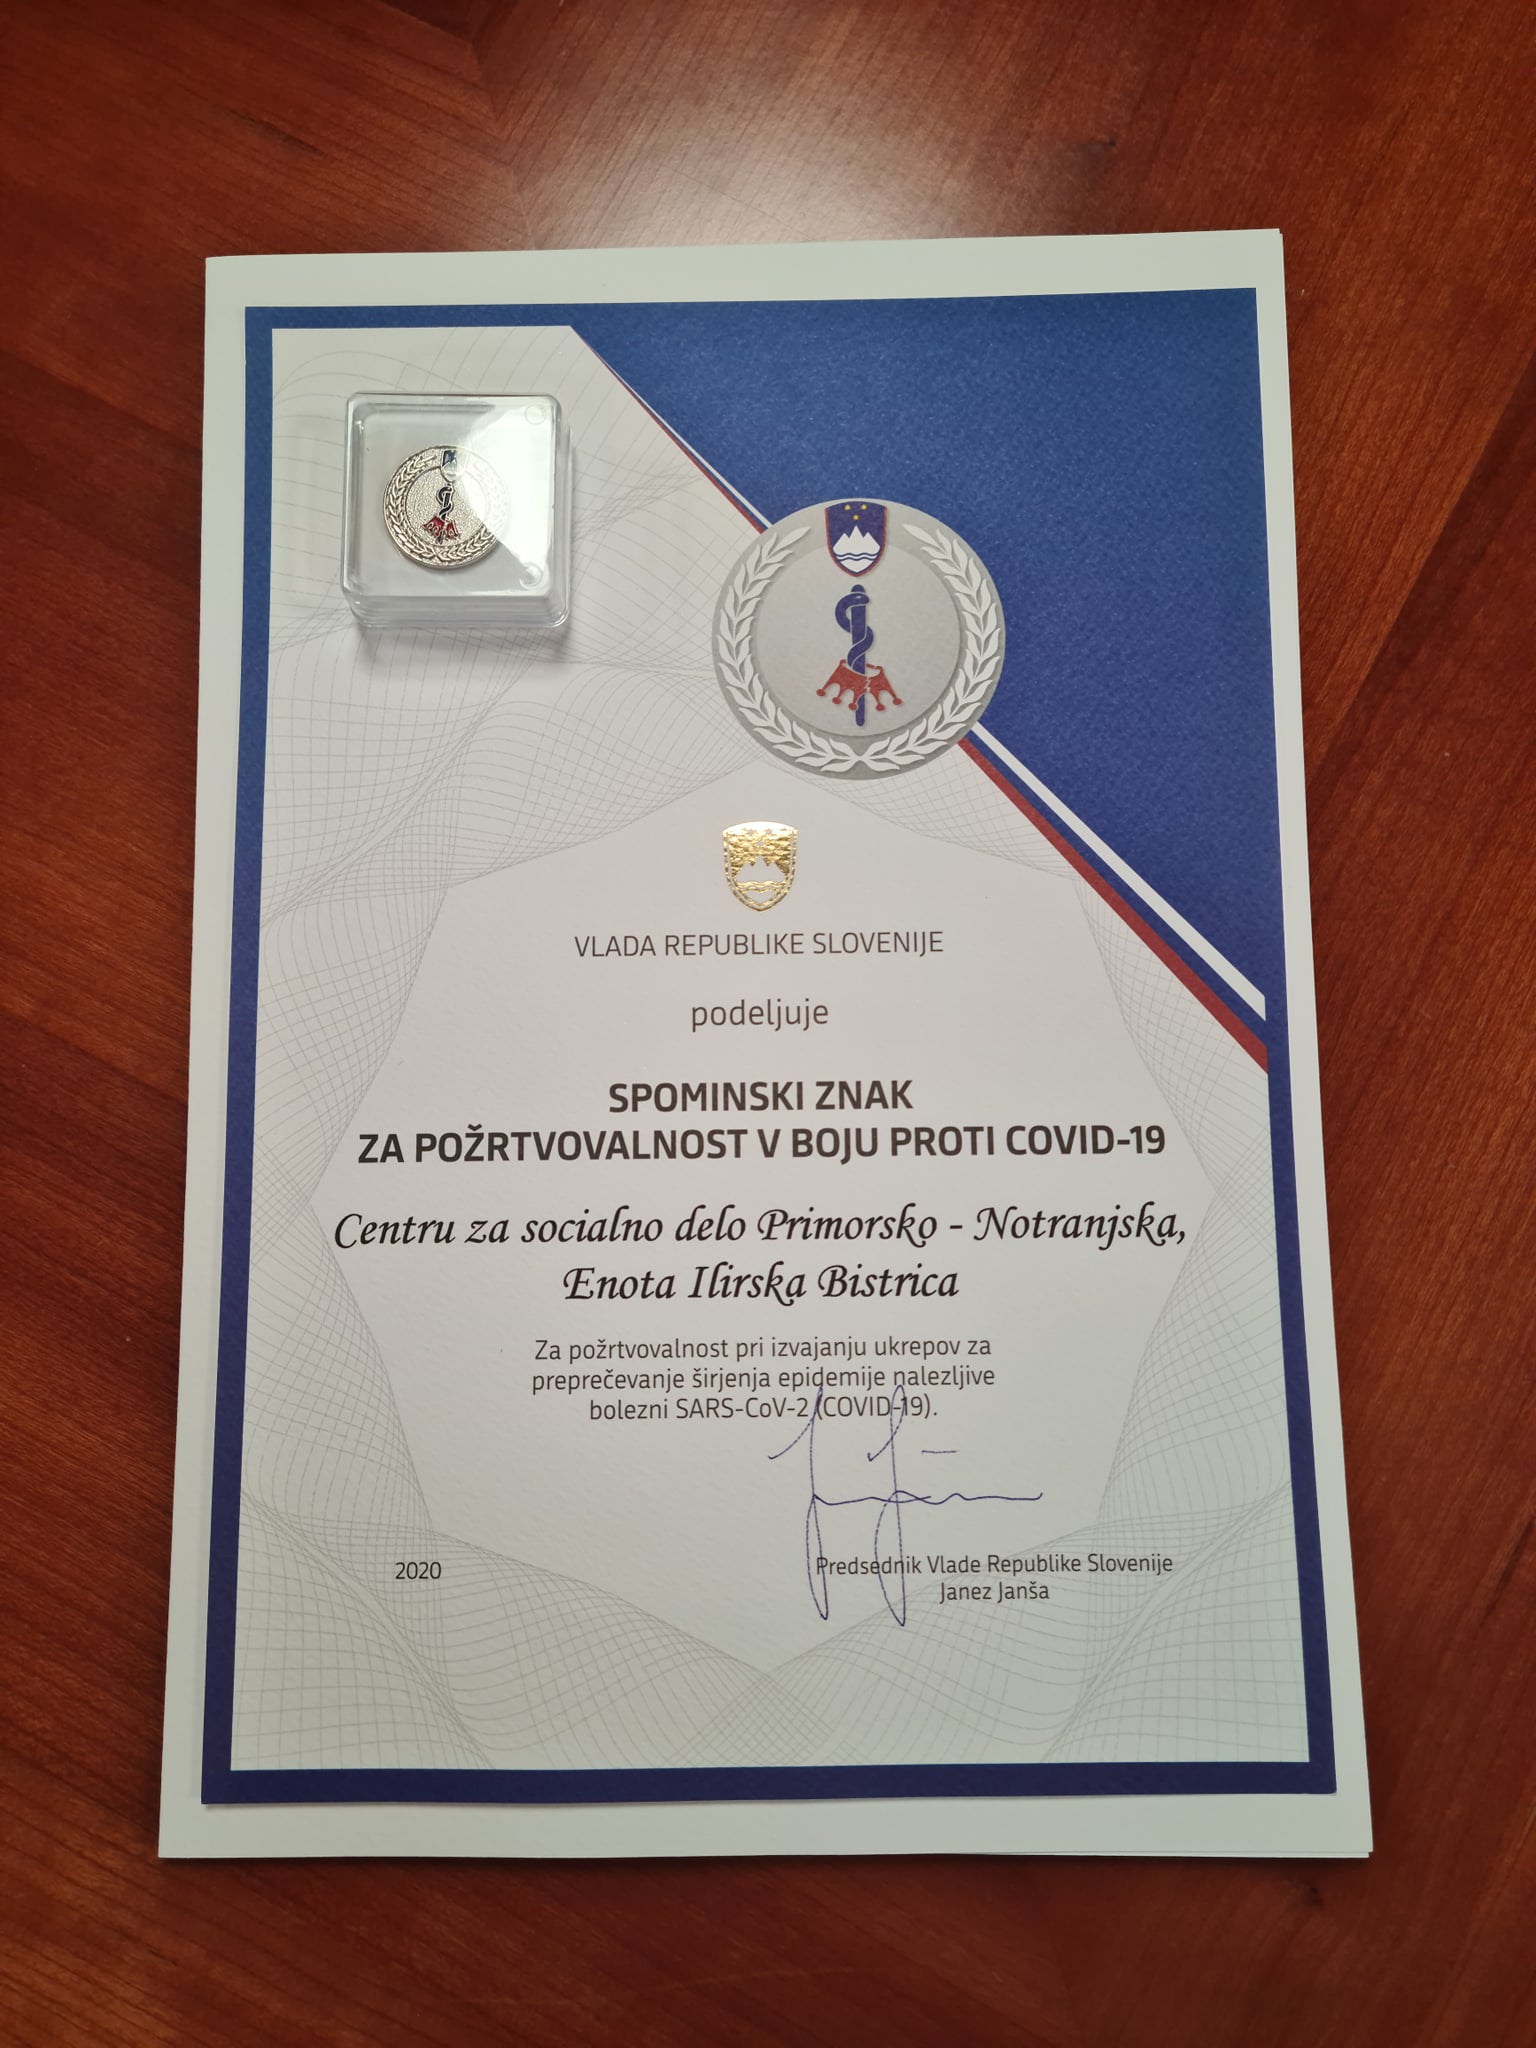 VLADA REPUBLIKE SLOVENIJE
podeljuje
SPOMINSKI ZNAK
ZA POŽRTVOVALNOST V BOJU PROTI COVID-19
Centru za socialno delo Primorsko - Notranjska,
Enota Ilirska Bistrica
Za požrtvovalnost pri izvajanju ukrepov za
preprečevanje širjenja epidemije nalezljive
bolezni SARS-CoV-2 (COVID-19).
2020
Predsednik Vlade Republike Slovenije
Janez Janša